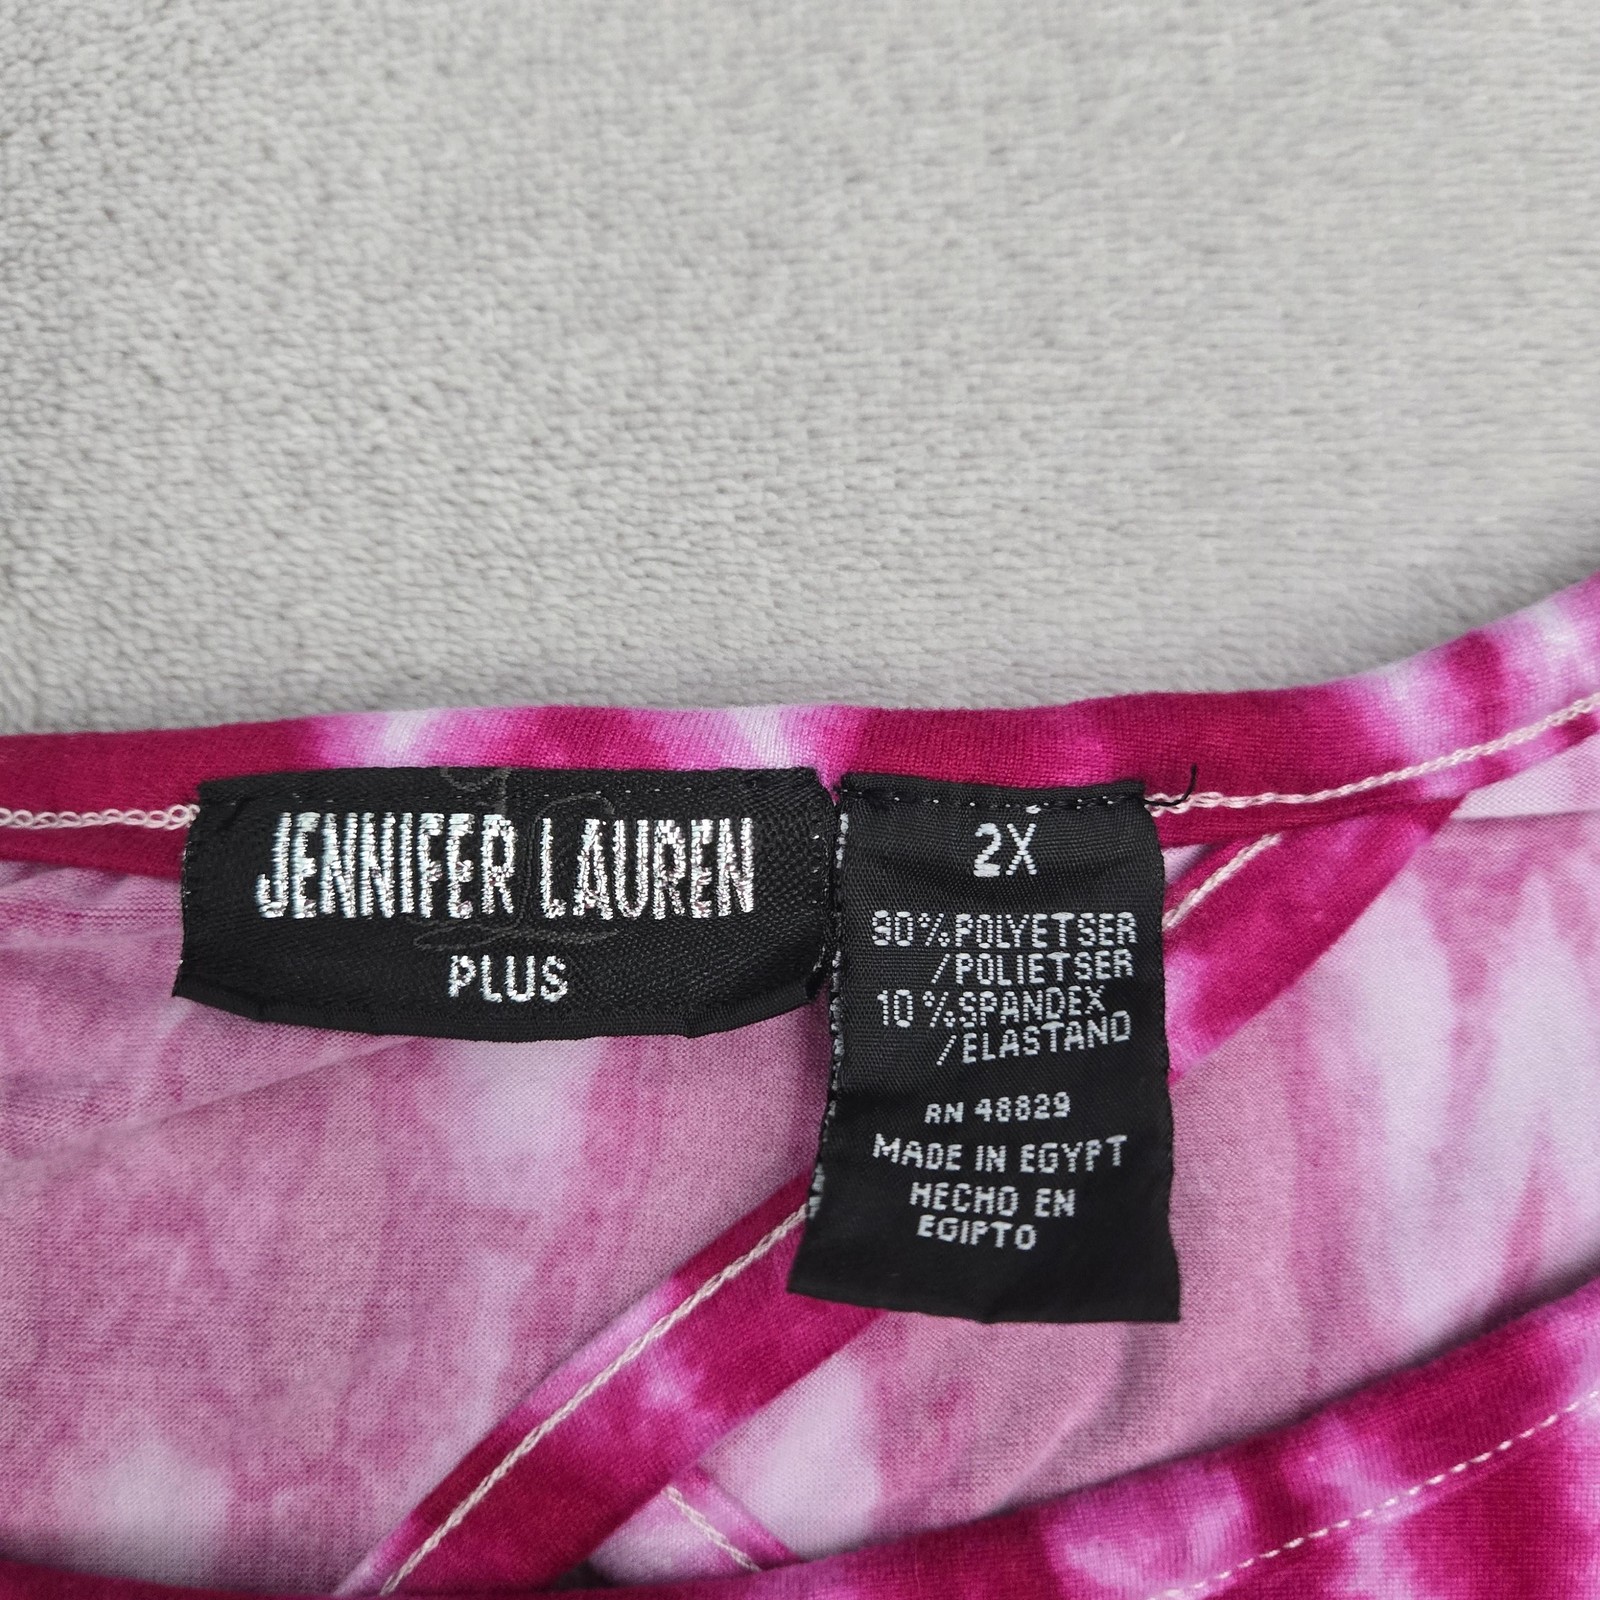 JENNIFER LAUREN
PLUS
2X
90%POLYETSER
/POLIETSER
10%SPANDEX
/ELASTANO
RN 48829
MADE IN EGYPT
HECHO EN
EGIPTO